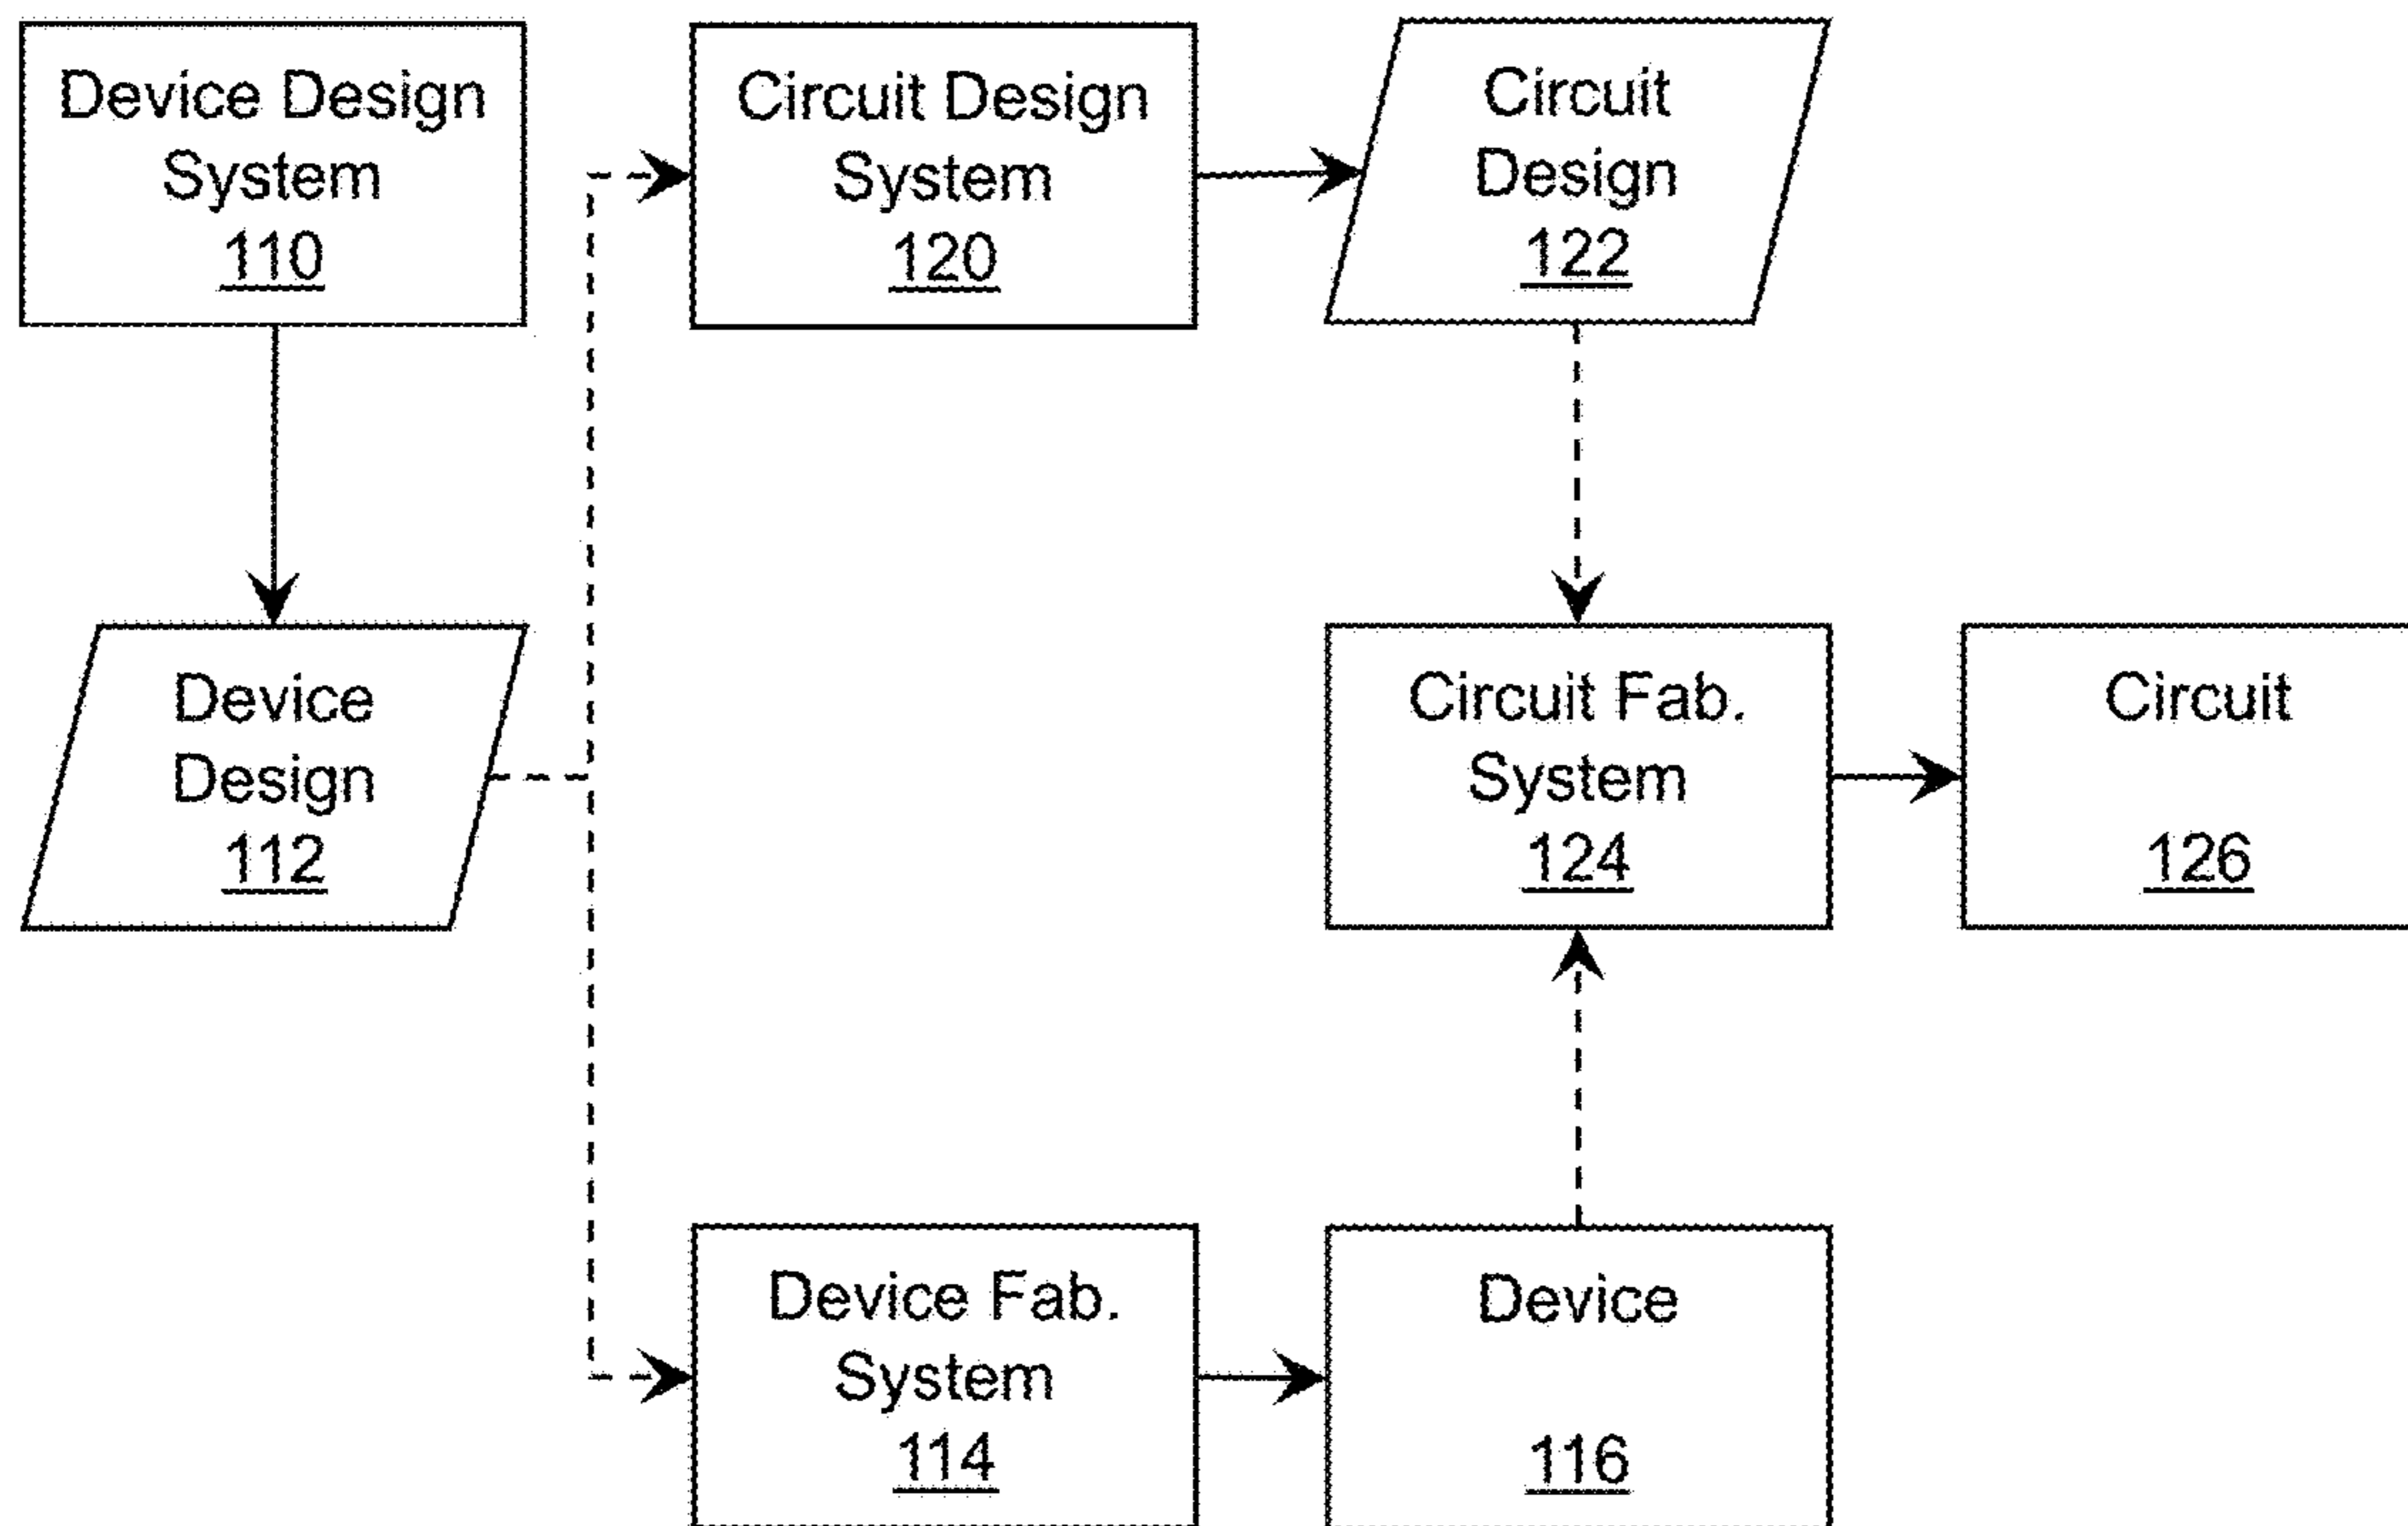 Device Design
System
110
Circuit Design
System
120
Circuit
Design
122
Device
Design
112
Circuit Fab.
System
124
Circuit
126
Device Fab.
System
114
Device
116